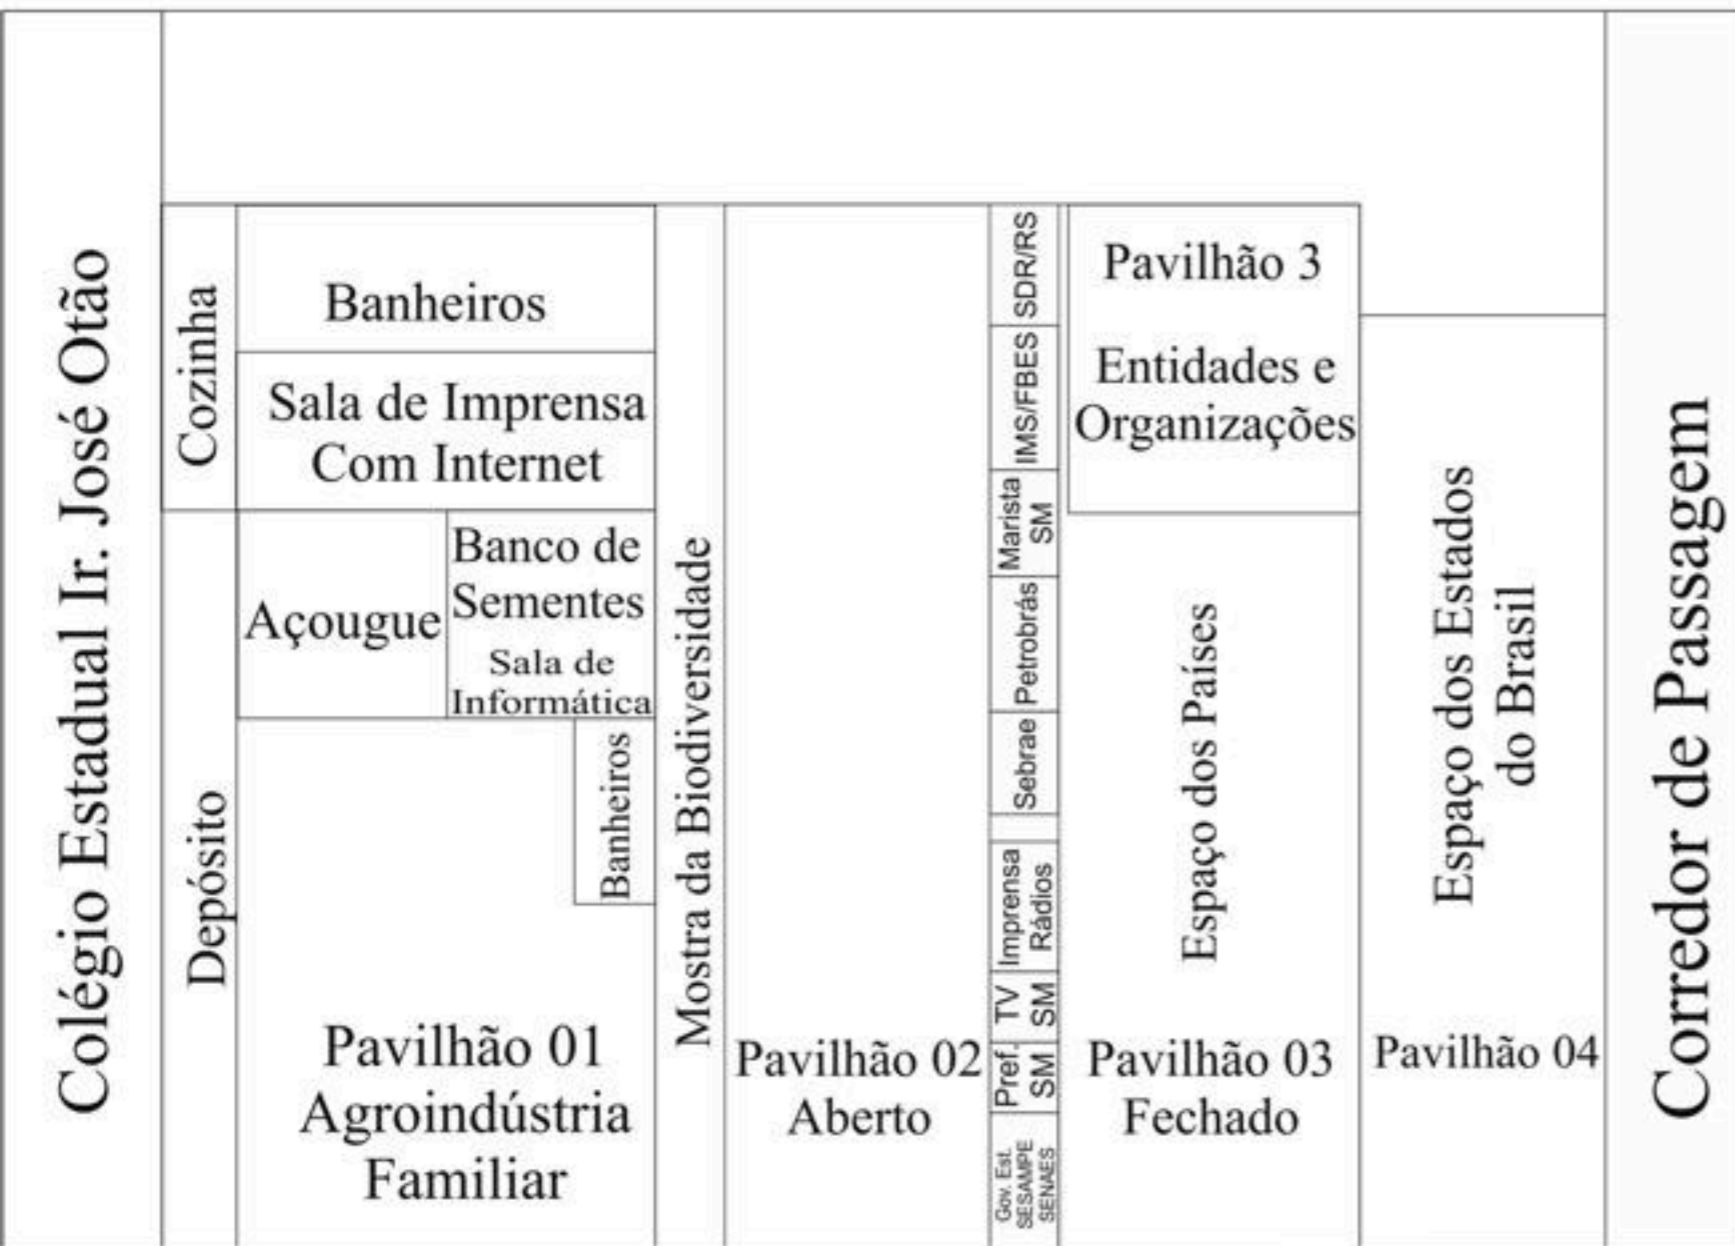 Colégio Estadual Ir. José Otão
Cozinha
Depósito
Banheiros
Sala de Imprensa
Com Internet
Açougue
Banco de
Sementes
Sala de
Informática
Banheiros
Pavilhão 01
Agroindústria
Familiar
Mostra da Biodiversidade
Pavilhão 02
Aberto
SDR/RS
IMS/FBES
Marista
SM
Petrobrás
Sebrae
Imprensa
Rádios
TV
SM
Pref.
SM
Gov. Est.
SESAMPE
SENAES
Pavilhão 3
Entidades e
Organizações
Espaço dos Países
Pavilhão 03
Fechado
Espaço dos Estados
do Brasil
Pavilhão 04
Corredor de Passagem